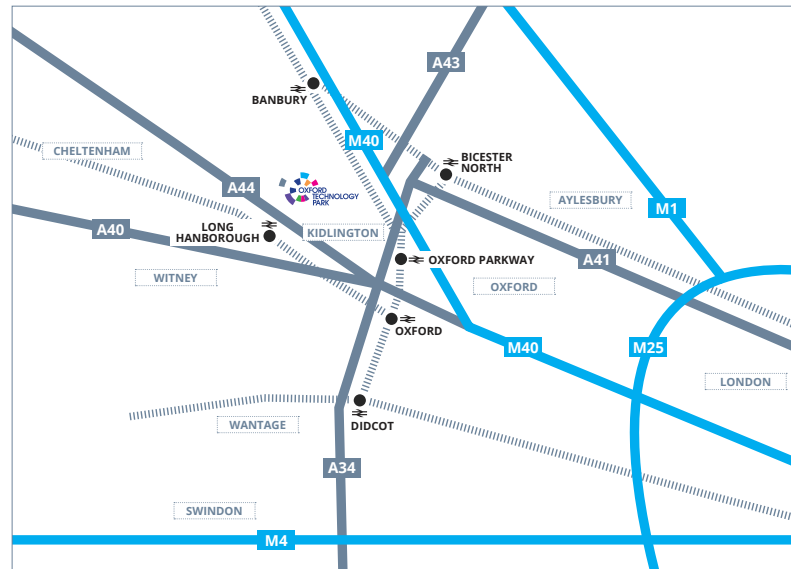 A43
BANBURY
M40
CHELTENHAM
BICESTER
NORTH
A44
OXFORD
TECHNOLOGY
PARK
AYLESBURY
M1
A40
LONG
HANBOROUGH
KIDLINGTON
OXFORD PARKWAY
A41
WITNEY
OXFORD
OXFORD
M40
M25
LONDON
WANTAGE
DIDCOT
A34
SWINDON
M4